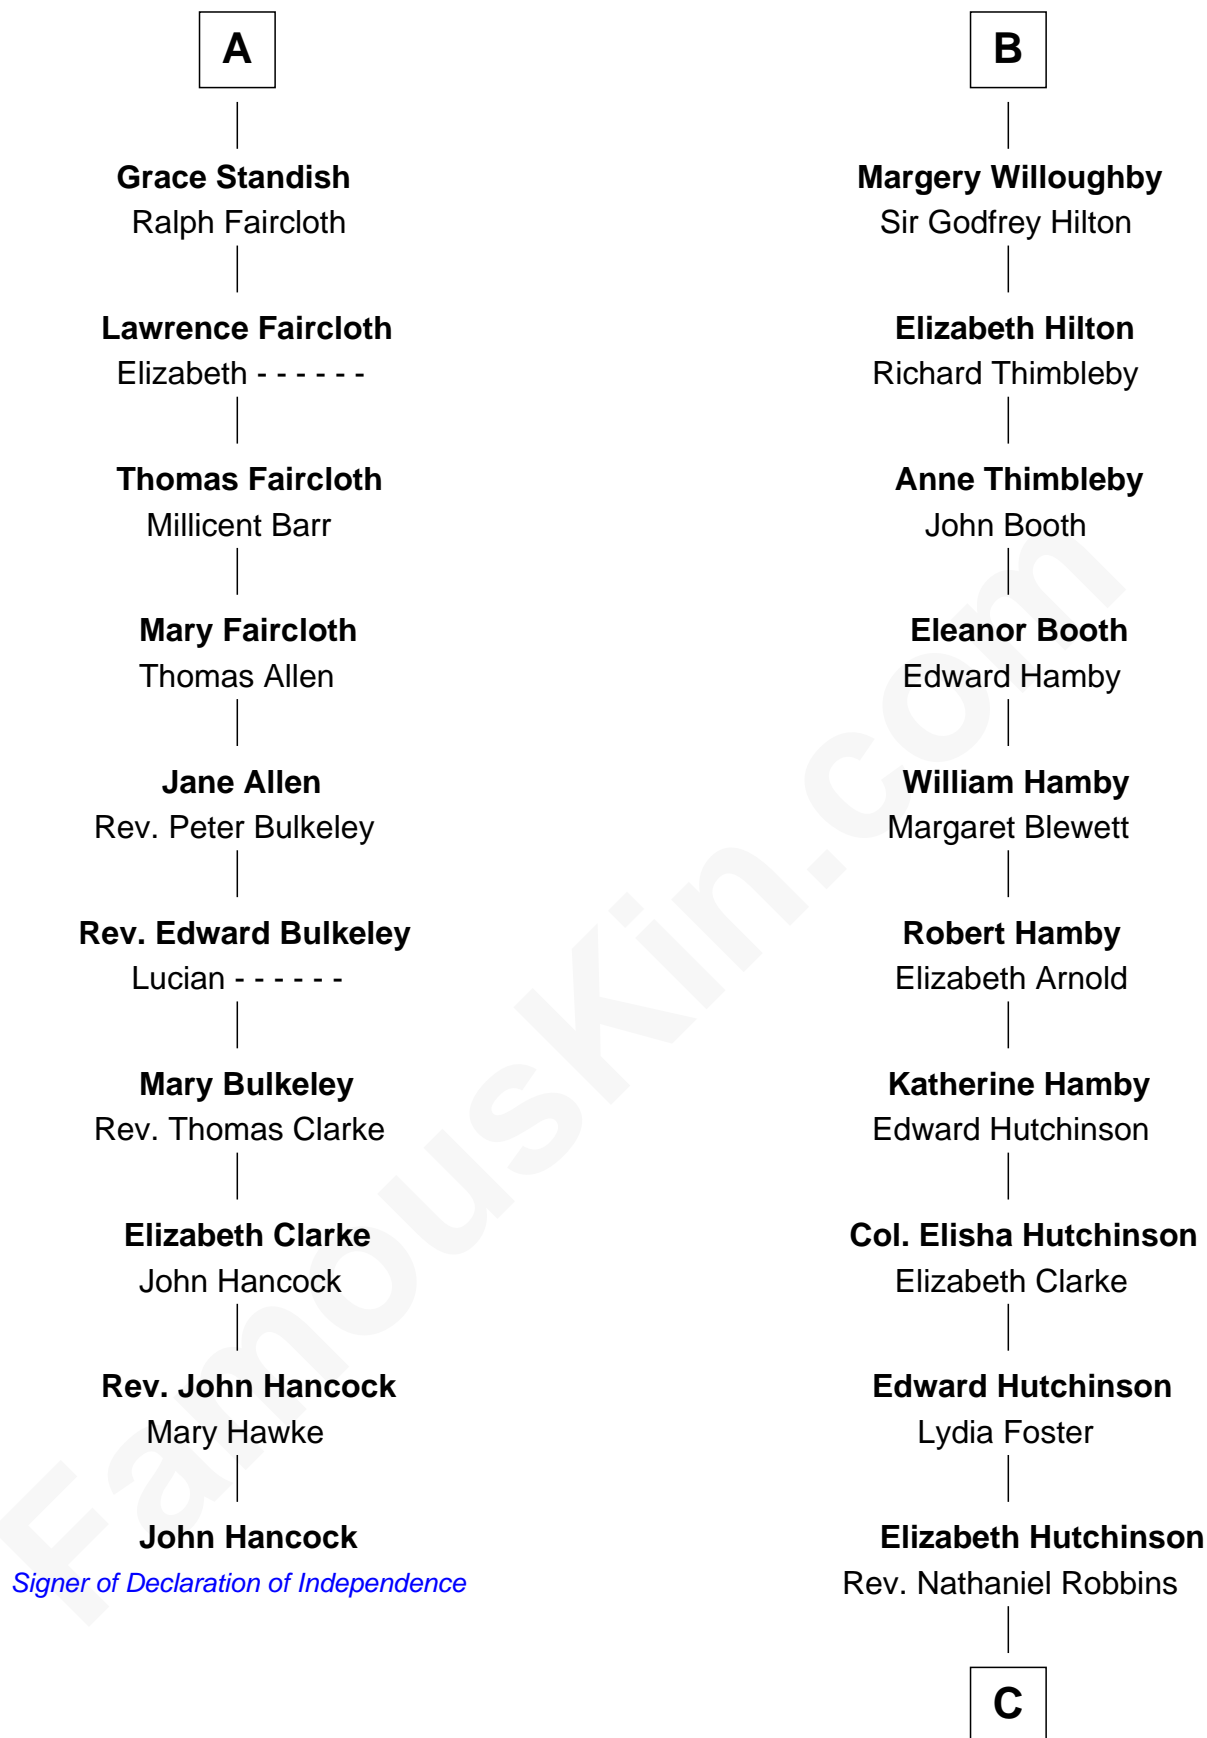 A
Grace Standish
Ralph Faircloth
Lawrence Faircloth
Elizabeth - - - - - -
Thomas Faircloth
Millicent Barr
Mary Faircloth
Thomas Allen
Jane Allen
Rev. Peter Bulkeley
Rev. Edward Bulkeley
Lucian - - - - - -
Mary Bulkeley
Rev. Thomas Clarke
Elizabeth Clarke
John Hancock
Rev. John Hancock
Mary Hawke
John Hancock
Signer of Declaration of Independence
B
Margery Willoughby
Sir Godfrey Hilton
Elizabeth Hilton
Richard Thimbleby
Anne Thimbleby
John Booth
Eleanor Booth
Edward Hamby
William Hamby
Margaret Blewett
Robert Hamby
Elizabeth Arnold
Katherine Hamby
Edward Hutchinson
Col. Elisha Hutchinson
Elizabeth Clarke
Edward Hutchinson
Lydia Foster
Elizabeth Hutchinson
Rev. Nathaniel Robbins
C
FamousKin.com